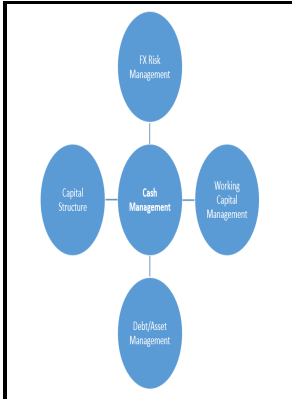 FX Risk
Management
Capital
Structure
Cash
Management
Working
Capital
Management
Debt/Asset
Management